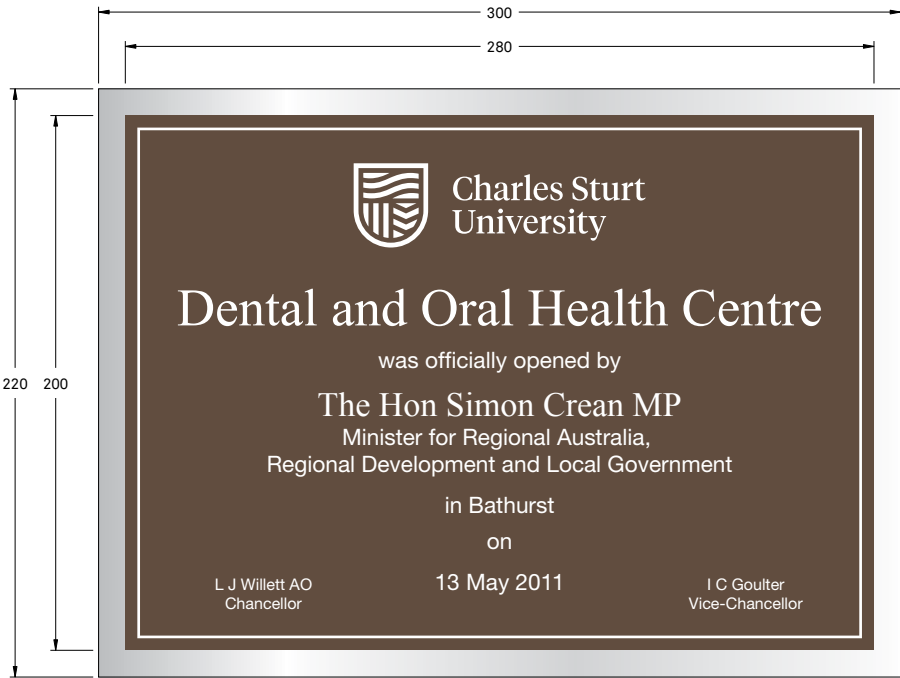 300
280
220
200
Charles Sturt
University
Dental and Oral Health Centre
was officially opened by
The Hon Simon Crean MP
Minister for Regional Australia,
Regional Development and Local Government
in Bathurst
on
13 May 2011
L J Willett AO
Chancellor
I C Goulter
Vice-Chancellor